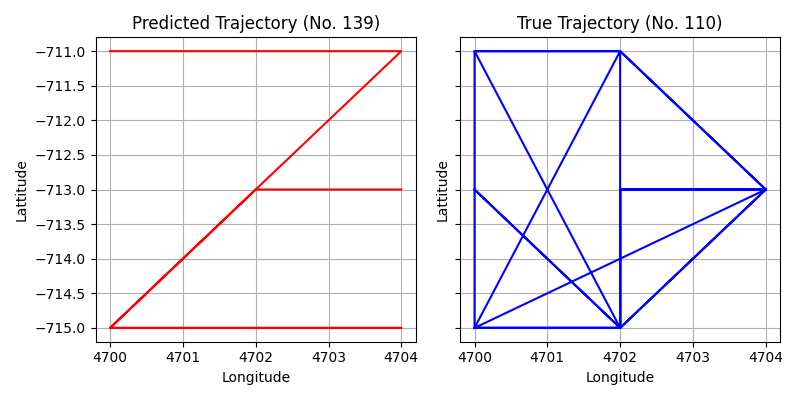 Predicted Trajectory (No. 139)
True Trajectory (No. 110)
Lattitude
−711.0
−711.5
−712.0
−712.5
−713.0
−713.5
−714.0
−714.5
−715.0
4700 4701 4702 4703 4704
Longitude
Lattitude
4700 4701 4702 4703 4704
Longitude